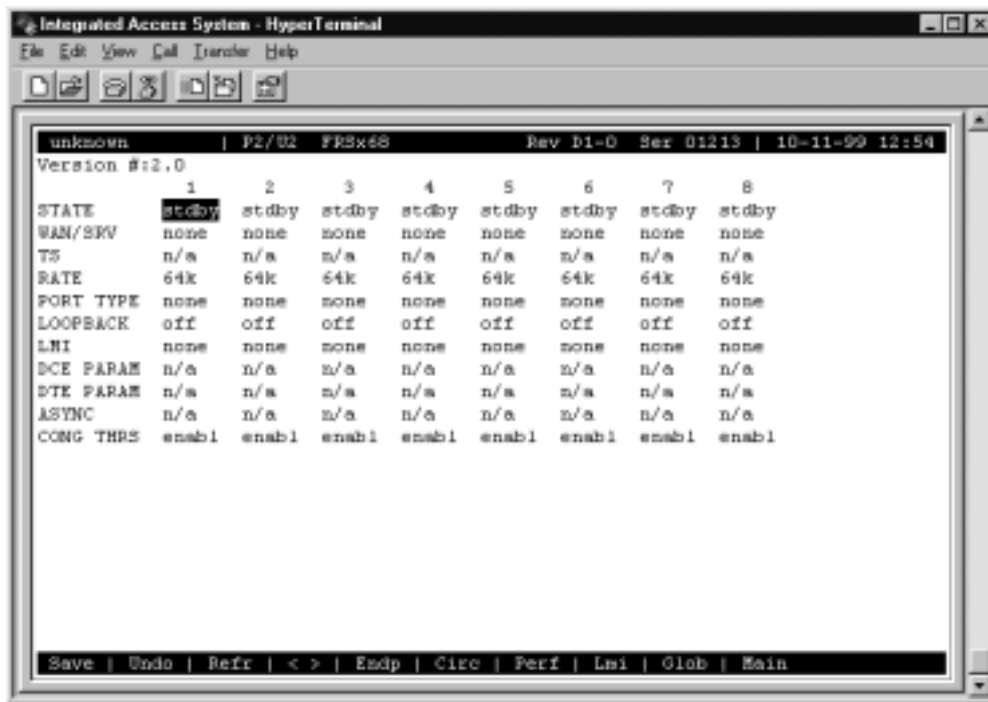 Integrated Access System - HyperTerminal
File Edit View Call Transfer Help
unknown | P2/U2 FRSx68 Rev D1-0 Ser 01213 | 10-11-99 12:54
Version #:2.0
1 2 3 4 5 6 7 8
STATE stdby stdby stdby stdby stdby stdby stdby stdby
WAN/SRV none none none none none none none none
TS n/a n/a n/a n/a n/a n/a n/a n/a
RATE 64k 64k 64k 64k 64k 64k 64k 64k
PORT TYPE none none none none none none none none
LOOPBACK off off off off off off off off
LMI none none none none none none none none
DCE PARAM n/a n/a n/a n/a n/a n/a n/a n/a
DTE PARAM n/a n/a n/a n/a n/a n/a n/a n/a
ASYNC n/a n/a n/a n/a n/a n/a n/a n/a
CONG THRS enabl enabl enabl enabl enabl enabl enabl enabl
Save | Undo | Refr | < > | Endp | Circ | Perf | Lmi | Glob | Main